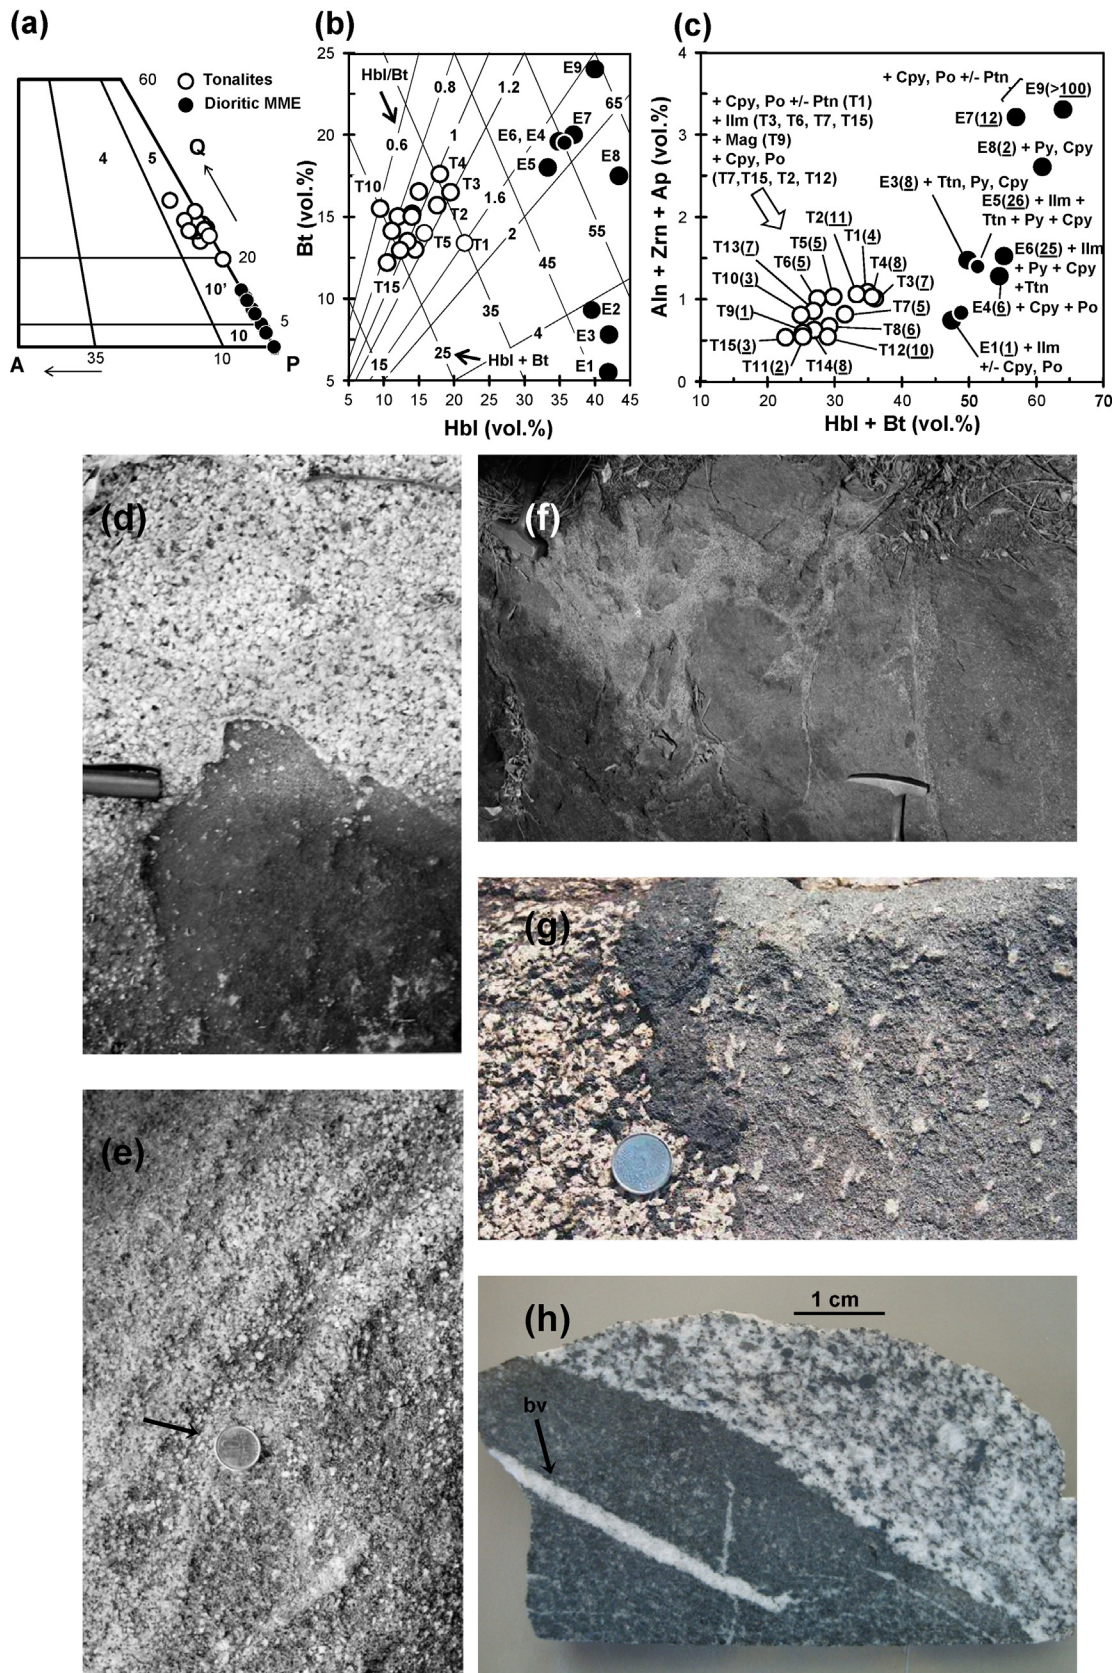 (a)
60
Tonalites
Dioritic MME
Q
4
5
20
10'
5
10
A
35
10
P
(b)
25
20
15
10
5
Bt (vol.%)
Hbl/Bt
0.6
0.8
1
1.2
1.6
2
4
E9
65
E7
E6, E4
E5
E8
T4
T3
T10
T2
T5
T1
T15
55
45
35
25
15
Hbl + Bt
E2
E3
E1
5 10 15 20 25 30 35 40 45
Hbl (vol.%)
(c)
4
3
2
1
0
Aln + Zrn + Ap (vol.%)
+ Cpy, Po +/- Ptn
E9(>100)
+ Cpy, Po +/- Ptn (T1)
+ Ilm (T3, T6, T7, T15)
+ Mag (T9)
+ Cpy, Po
(T7,T15, T2, T12)
E7(12)
E8(2) + Py, Cpy
E3(8) + Ttn, Py, Cpy
E5(26) + Ilm +
Ttn + Py + Cpy
T2(11)
T13(7)
T5(5)
T1(4)
E6(25) + Ilm
+ Py + Cpy
+Ttn
T6(5)
T4(8)
T10(3)
T3(7)
E4(6) + Cpy + Po
T9(1)
T7(5)
T8(6)
T15(3)
T12(10)
E1(1) + Ilm
+/- Cpy, Po
T11(2)
T14(8)
10 20 30 40 50 60 70
Hbl + Bt (vol.%)
(d)
(f)
(g)
(e)
(h)
1 cm
bv